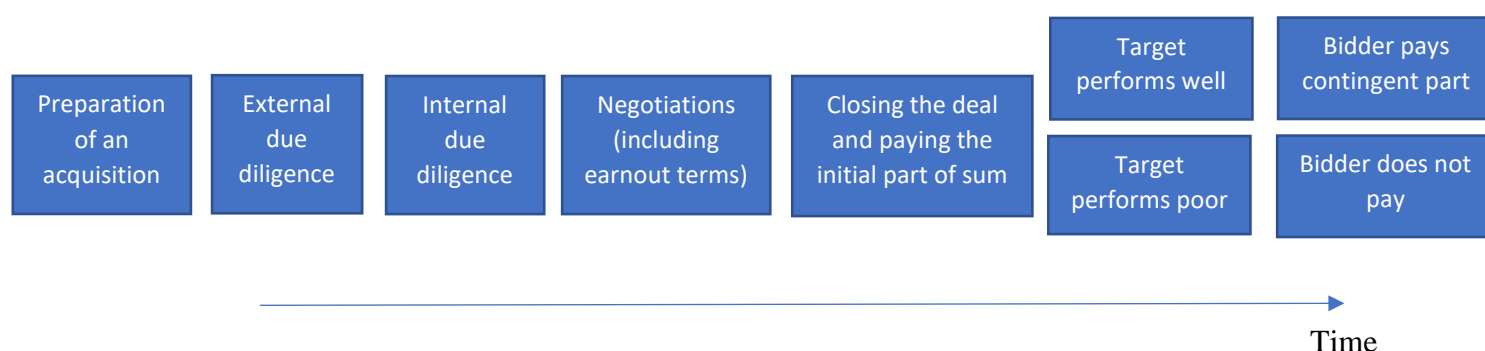 Preparation
of an
acquisition
External
due
diligence
Internal
due
diligence
Negotiations
(including
earnout terms)
Closing the deal
and paying the
initial part of sum
Target
performs well
Bidder pays
contingent part
Target
performs poor
Bidder does not
pay
Time